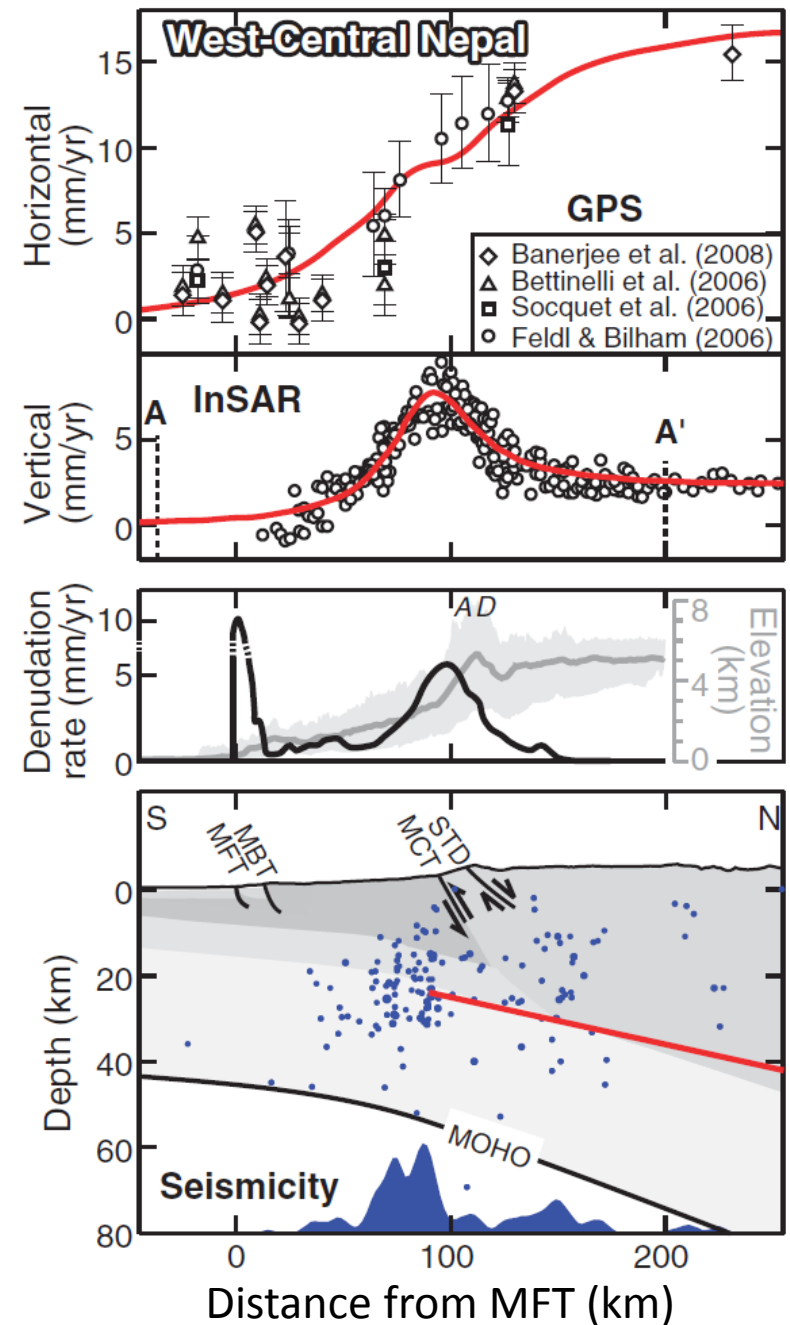 West-Central Nepal
Horizontal
(mm/yr)
15
10
5
0
GPS
Banerjee et al. (2008)
Bettinelli et al. (2006)
Socquet et al. (2006)
Feldl & Bilham (2006)
Vertical
(mm/yr)
5
0
A
InSAR
A'
Denudation
rate (mm/yr)
10
5
0
AD
8
4
0
Elevation
(km)
S
N
MFT
MBT
MCT
STD
Depth (km)
0
20
40
60
80
MOHO
Seismicity
0
100
200
Distance from MFT (km)